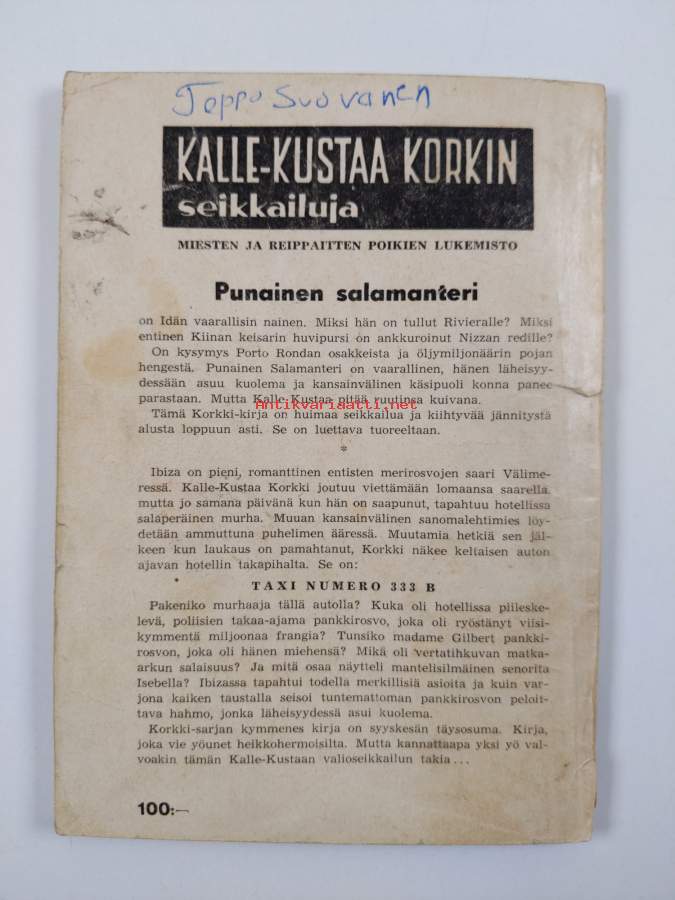 Teppo Suovanen
KALLE-KUSTAA KORKIN
seikkailuja
MIESTEN JA REIPPAITTEN POIKIEN LUKEMISTO
Punainen salamanteri
on Idän vaarallisin nainen. Miksi hän on tullut Rivieralle? Miksi
entinen Kiinan keisarin huvipursi on ankkuroinut Nizzan redille?
On kysymys Porto Rondan osakkeista ja öljymiljonäärin pojan
hengestä. Punainen Salamanteri on vaarallinen, hänen läheisyy-
dessään asuu kuolema ja kansainvälinen käsipuoli konna panee
parastaan. Mutta Kalle-Kustaa pitää ruutinsa kuivana.
Antikvariaatti.net
Tämä Korkki-kirja on huimaa seikkailua ja kiihtyvää jännitystä
alusta loppuun asti. Se on luettava tuoreeltaan.
*
Ibiza on pieni, romanttinen entisten merirosvojen saari Välime-
ressä. Kalle-Kustaa Korkki joutuu viettämään lomaansa saarella
mutta jo samana päivänä kun hän on saapunut, tapahtuu hotellissa
salaperäinen murha. Muuan kansainvälinen sanomalehtimies löy-
detään ammuttuna puhelimen ääressä. Muutamia hetkiä sen jäl-
keen kun laukaus on pamahtanut, Korkki näkee keltaisen auton
ajavan hotellin takapihalta. Se on:
TAXI NUMERO 333 B
Pakeniko murhaaja tällä autolla? Kuka oli hotellissa piileske-
levä, poliisien takaa-ajama pankkirosvo, joka oli ryöstänyt viisi-
kymmentä miljoonaa frangia? Tunsiko madame Gilbert pankki-
rosvon, joka oli hänen miehensä? Mikä oli vertatihkuvan matka-
arkun salaisuus? Ja mitä osaa näytteli mantelisilmäinen senorita
Isebella? Ibizassa tapahtui todella merkillisiä asioita ja kuin var-
jona kaiken taustalla seisoi tuntemattoman pankkirosvon peloit-
tava hahmo, jonka läheisyydessä asui kuolema.
Korkki-sarjan kymmenes kirja on syyskesän täysosuma. Kirja,
joka vie yöunet heikkohermoisilta. Mutta kannattaapa yksi yö val-
voakin tämän Kalle-Kustaan valioseikkailun takia...
100:—